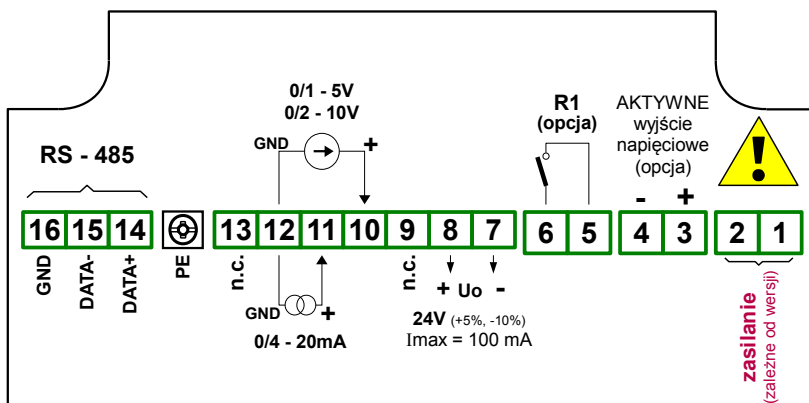 0/1 - 5V
0/2 - 10V
GND
+
R1
(opcja)
AKTYWNE
wyjście
napięciowe
(opcja)
- +
!
RS - 485
16 15 14 13 12 11 10 9 8 7 6 5 4 3 2 1
GND
DATA-
DATA+
PE
n.c.
GND
+
0/4 - 20mA
n.c.
+ Uo -
24V (+5%, -10%)
Imax = 100 mA
zasilanie
(zależne od wersji)